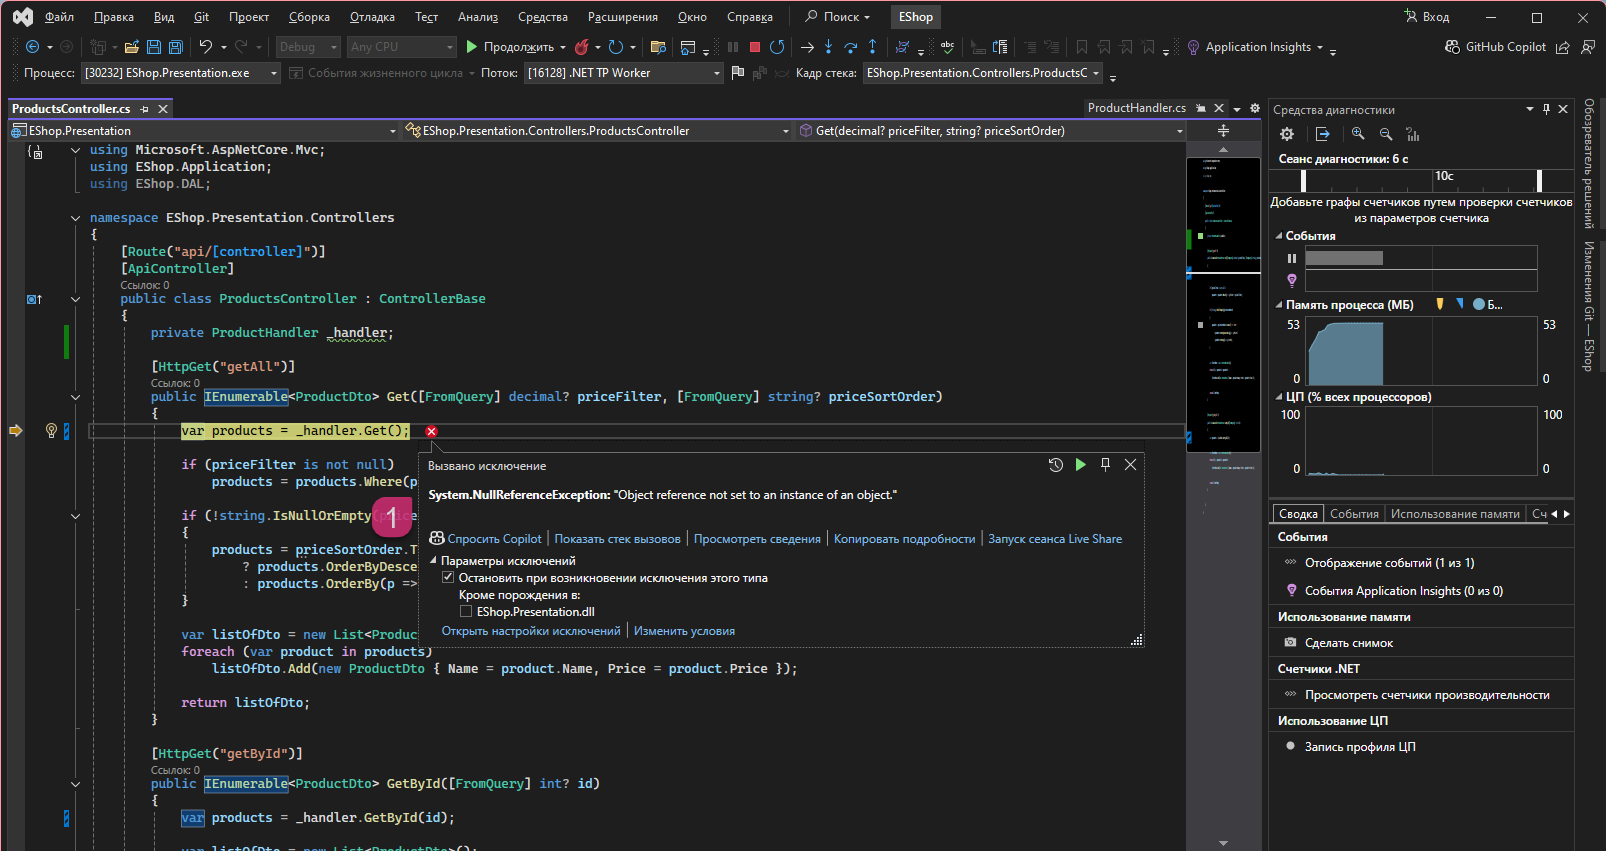 Файл Правка Вид Git Проект Сборка Отладка Тест Анализ Средства Расширения Окно Справка Поиск EShop Вход
Debug Any CPU Продолжить Application Insights GitHub Copilot
Процесс: [30232] EShop.Presentation.exe События жизненного цикла Поток: [16128] .NET TP Worker Кадр стека: EShop.Presentation.Controllers.ProductsC
ProductsController.cs ProductHandler.cs
EShop.Presentation EShop.Presentation.Controllers.ProductsController Get(decimal? priceFilter, string? priceSortOrder)
using Microsoft.AspNetCore.Mvc;
using EShop.Application;
using EShop.DAL;
namespace EShop.Presentation.Controllers
{
[Route("api/[controller]")]
[ApiController]
Ссылок: 0
public class ProductsController : ControllerBase
{
private ProductHandler _handler;
[HttpGet("getAll")]
Ссылок: 0
public IEnumerable<ProductDto> Get([FromQuery] decimal? priceFilter, [FromQuery] string? priceSortOrder)
{
var products = _handler.Get();
if (priceFilter is not null)
products = products.Where(p
if (!string.IsNullOrEmpty(price
{
products = priceSortOrder.T
? products.OrderByDesce
: products.OrderBy(p =>
}
var listOfDto = new List<Produc
foreach (var product in products)
listOfDto.Add(new ProductDto { Name = product.Name, Price = product.Price });
return listOfDto;
}
[HttpGet("getById")]
Ссылок: 0
public IEnumerable<ProductDto> GetById([FromQuery] int? id)
{
var products = _handler.GetById(id);
var listOfDto = new List<ProductDto>();
1
Вызвано исключение
System.NullReferenceException: "Object reference not set to an instance of an object."
Спросить Copilot | Показать стек вызовов | Просмотреть сведения | Копировать подробности | Запуск сеанса Live Share
Параметры исключений
Остановить при возникновении исключения этого типа
Кроме порождения в:
EShop.Presentation.dll
Открыть настройки исключений | Изменить условия
Средства диагностики
Сеанс диагностики: 6 с
10с
Добавьте графы счетчиков путем проверки счетчиков
из параметров счетчика
События
Память процесса (МБ) Б...
53 53
0 0
ЦП (% всех процессоров)
100 100
0 0
Сводка События Использование памяти Сч
События
Отображение событий (1 из 1)
События Application Insights (0 из 0)
Использование памяти
Сделать снимок
Счетчики .NET
Просмотреть счетчики производительности
Использование ЦП
Запись профиля ЦП
Обозреватель решений
Изменения Git — EShop